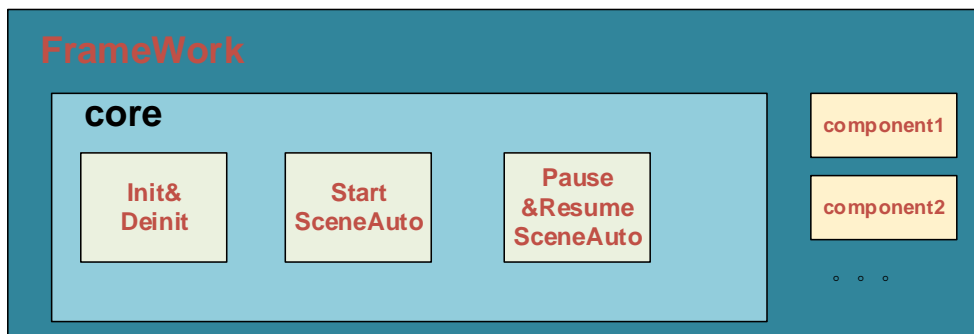 FrameWork
core
Init&
Deinit
Start
SceneAuto
Pause
&Resume
SceneAuto
component1
component2
。。。